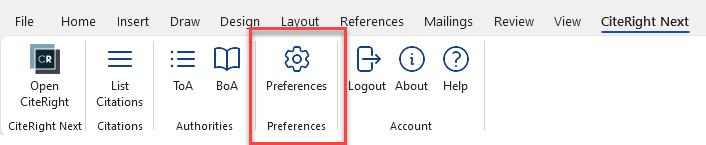 File Home Insert Draw Design Layout References Mailings Review View CiteRight Next
CR
Open List ToA BoA Preferences Logout About Help
CiteRight Citations
CiteRight Next Citations Authorities Preferences Account